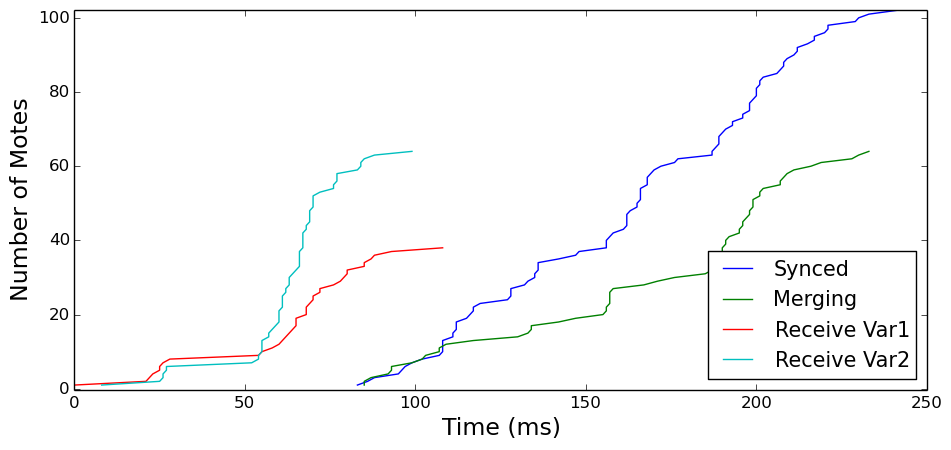 Number of Motes
100
80
60
40
20
0
0 50 100 150 200 250
Time (ms)
Synced
Merging
Receive Var1
Receive Var2